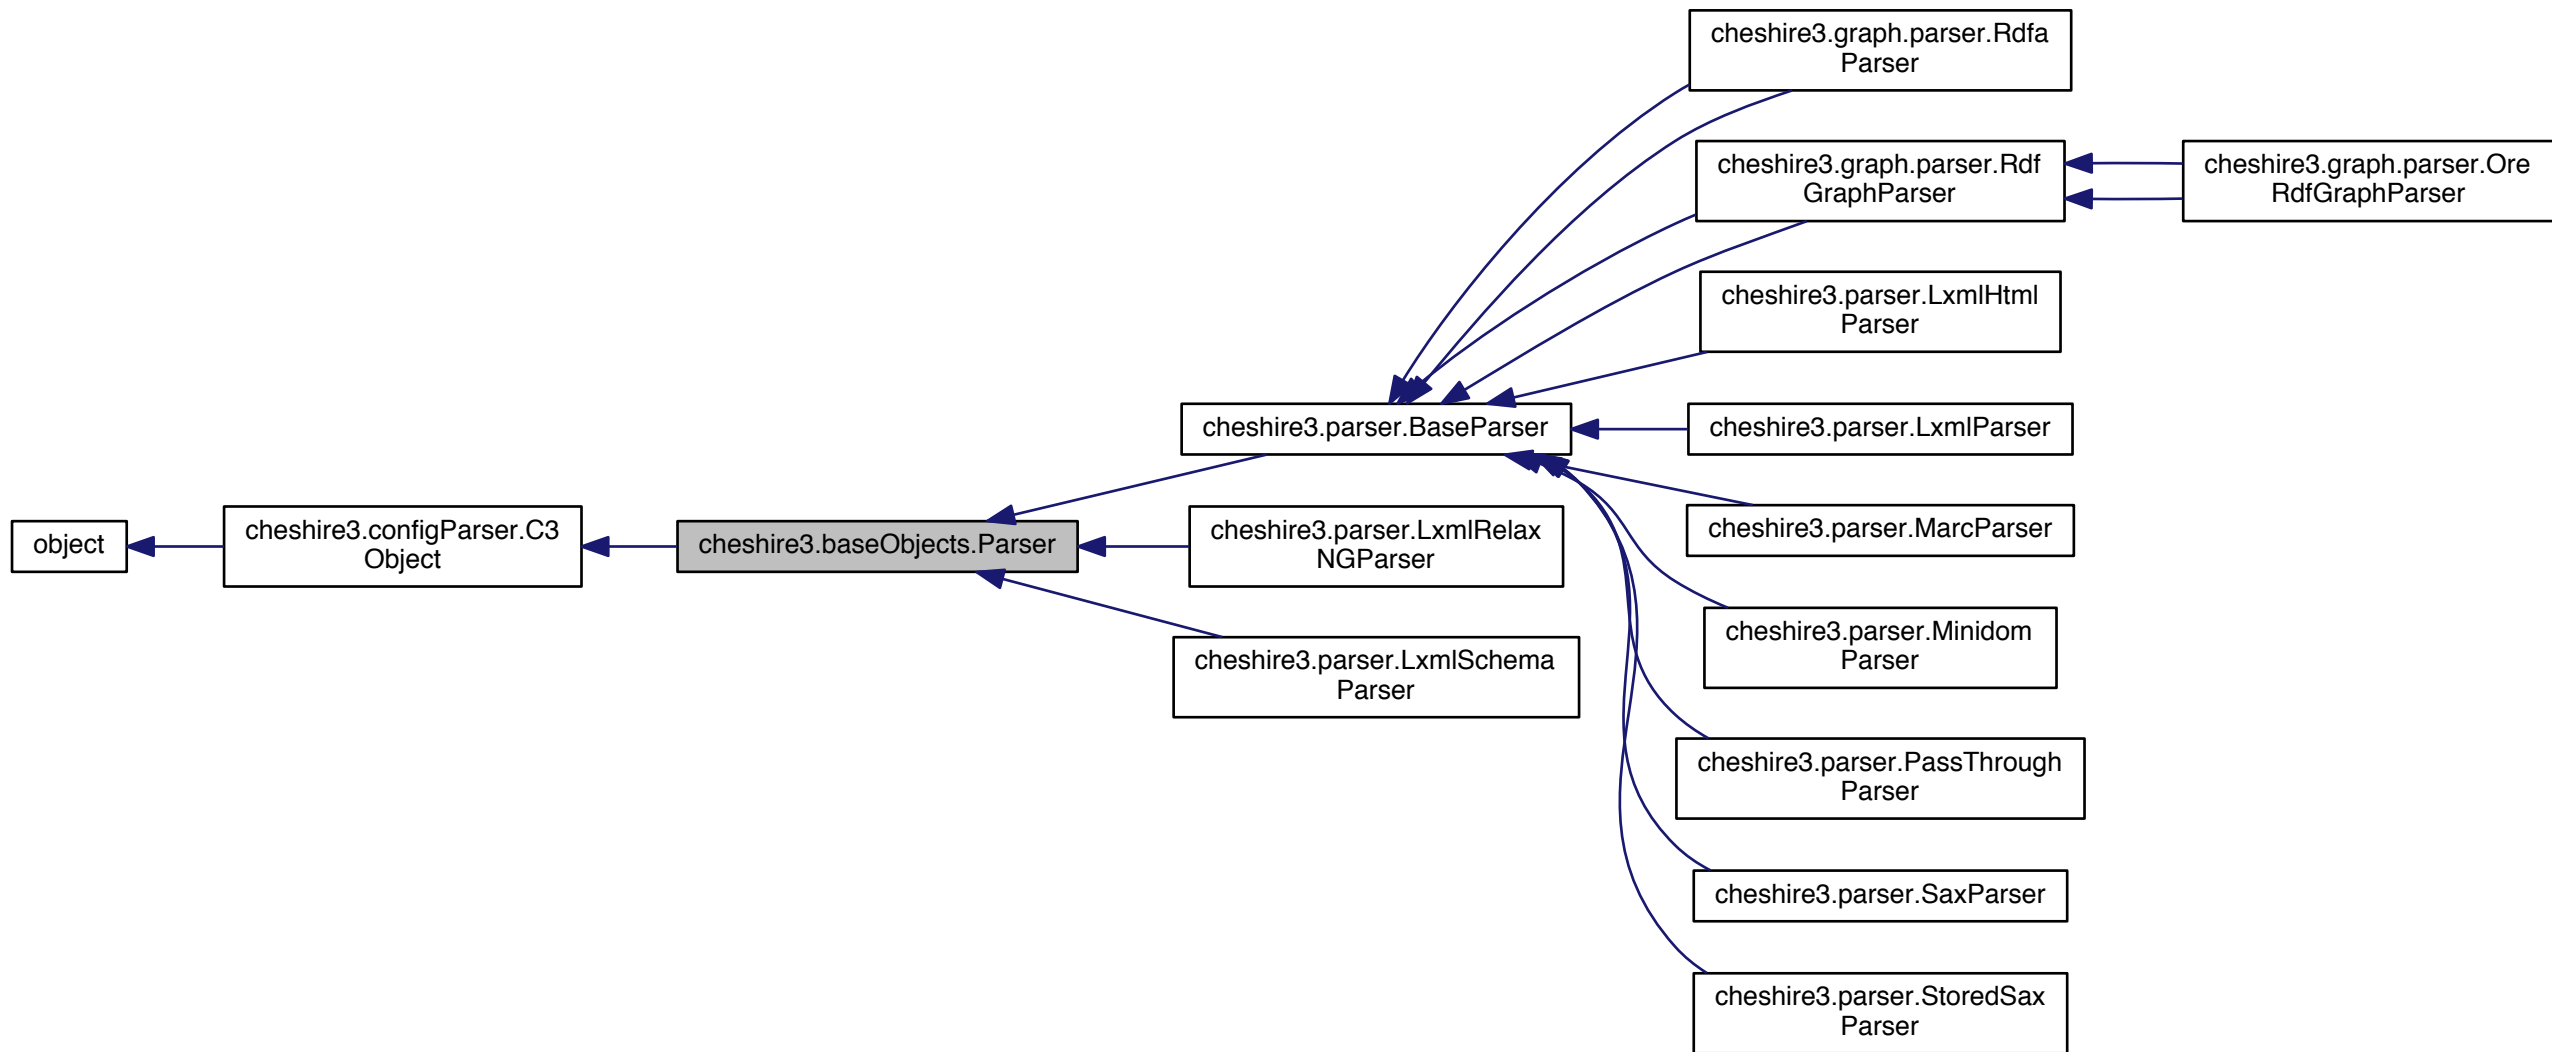 object
cheshire3.configParser.C3
Object
cheshire3.baseObjects.Parser
cheshire3.parser.BaseParser
cheshire3.parser.LxmlRelax
NGParser
cheshire3.parser.LxmlSchema
Parser
cheshire3.graph.parser.Rdfa
Parser
cheshire3.graph.parser.Rdf
GraphParser
cheshire3.graph.parser.Ore
RdfGraphParser
cheshire3.parser.LxmlHtml
Parser
cheshire3.parser.LxmlParser
cheshire3.parser.MarcParser
cheshire3.parser.Minidom
Parser
cheshire3.parser.PassThrough
Parser
cheshire3.parser.SaxParser
cheshire3.parser.StoredSax
Parser